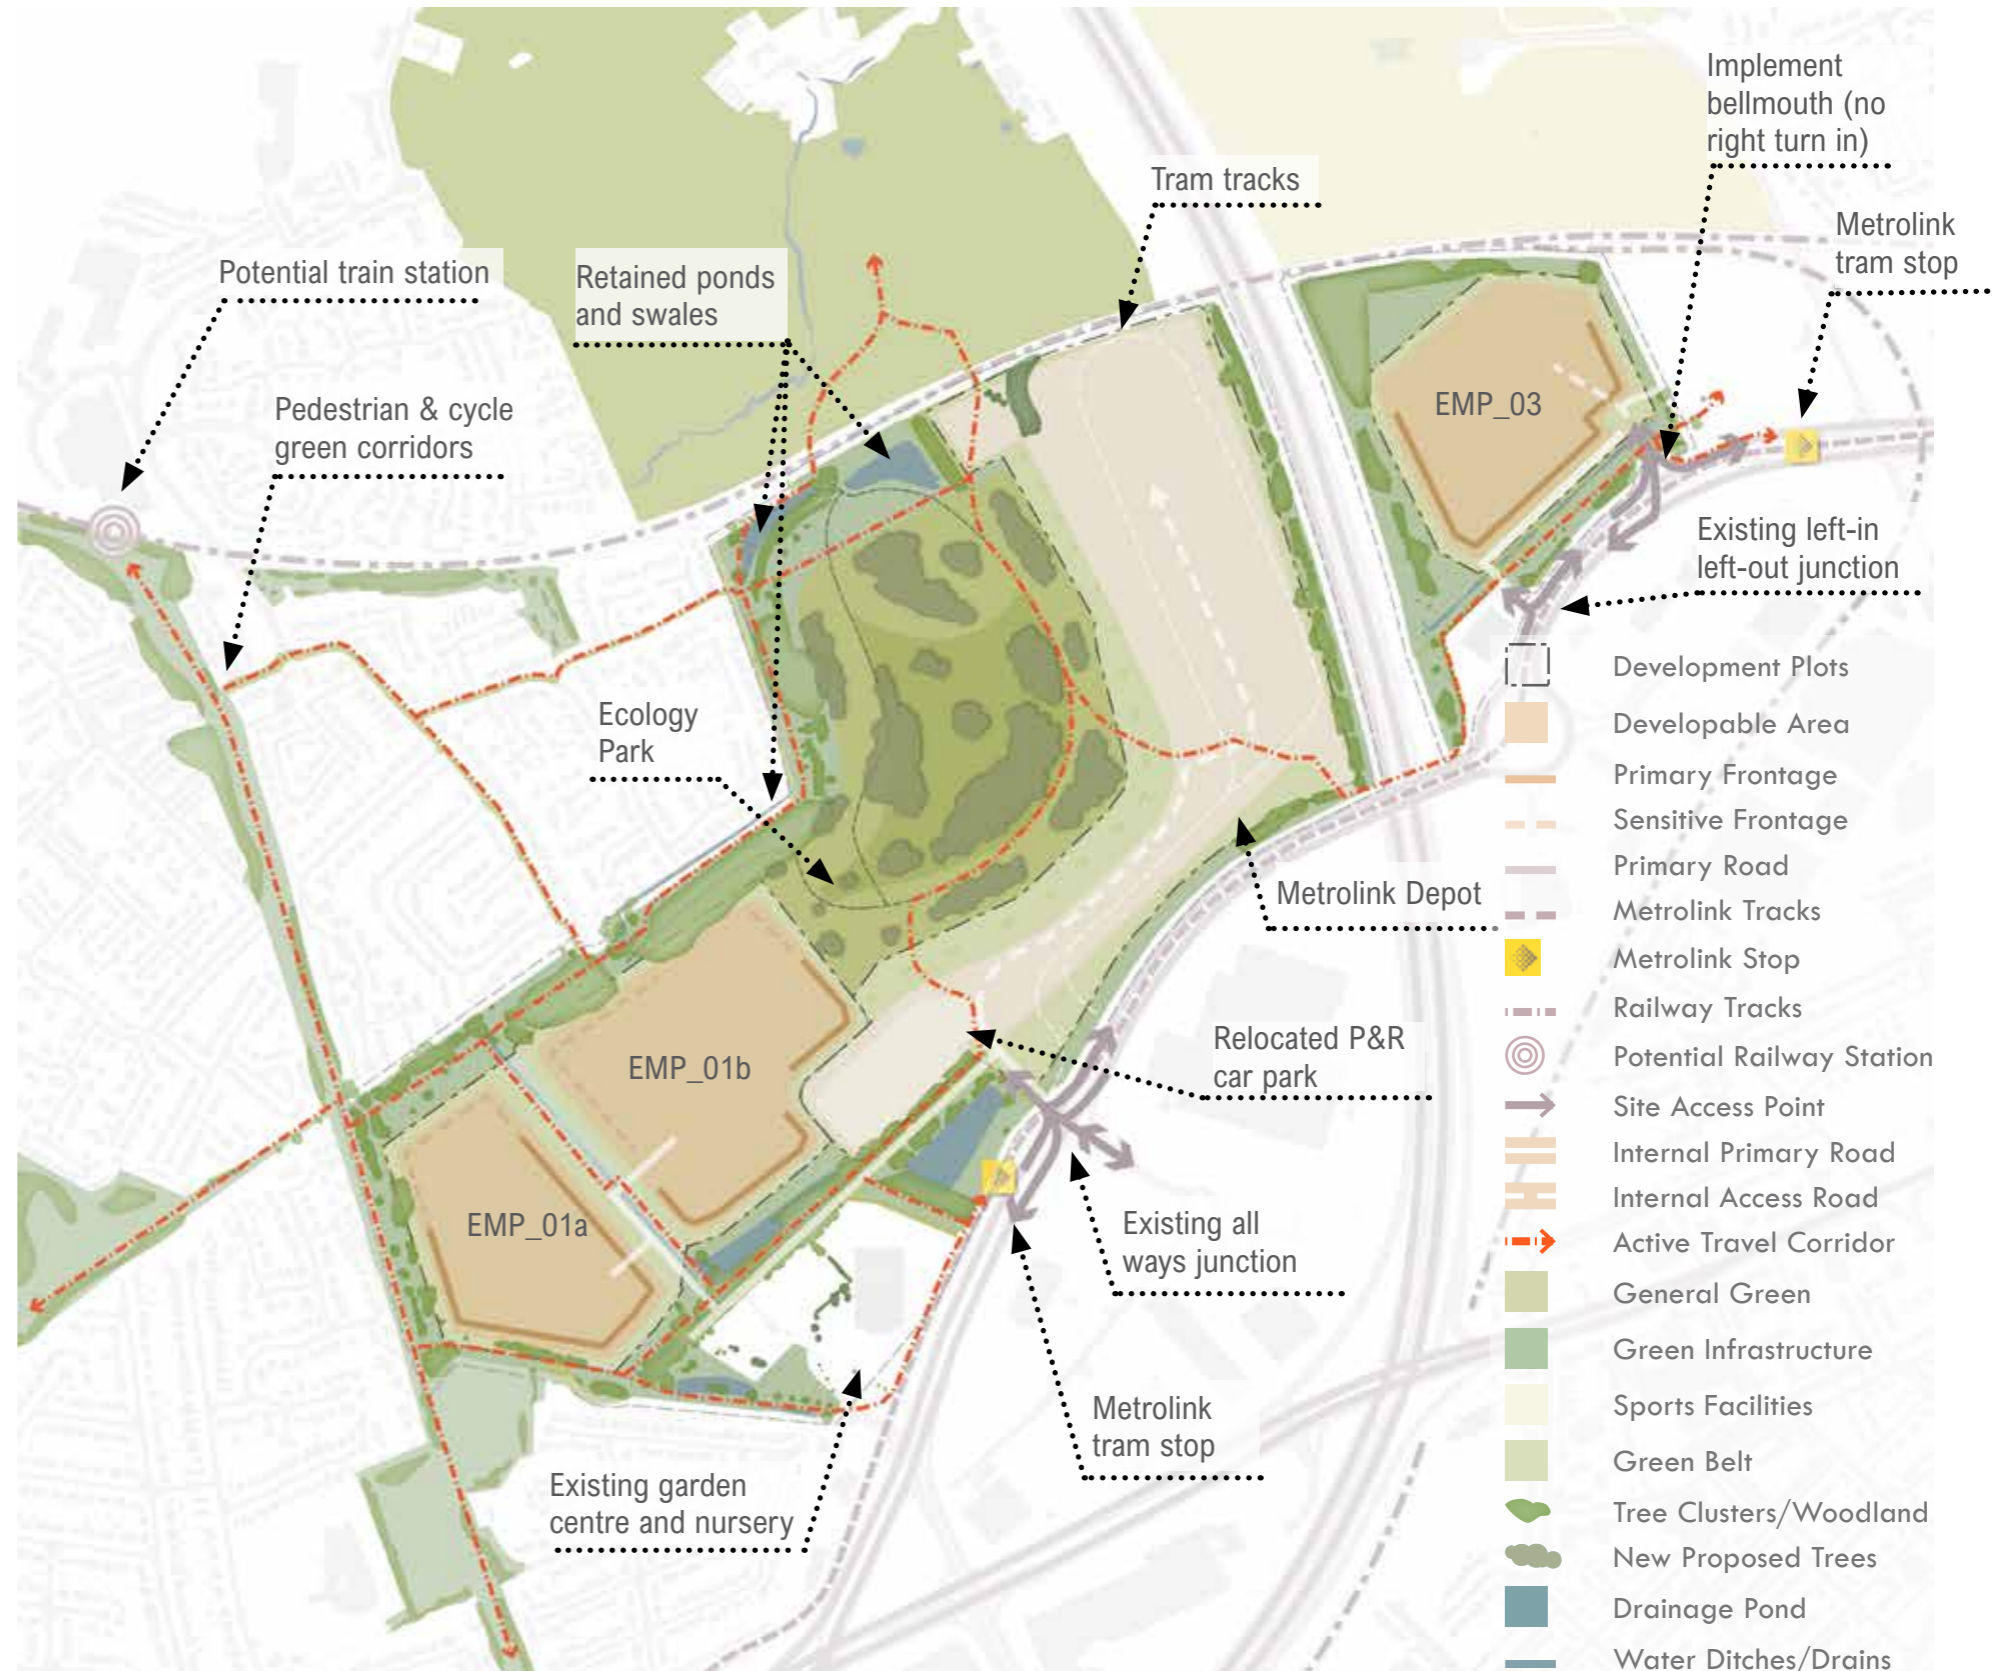 Implement
bellmouth (no
right turn in)
Tram tracks
Metrolink
tram stop
Potential train station
Retained ponds
and swales
Pedestrian & cycle
green corridors
EMP_03
Existing left-in
left-out junction
Ecology
Park
Metrolink Depot
EMP_01b
Relocated P&R
car park
EMP_01a
Existing all
ways junction
Metrolink
tram stop
Existing garden
centre and nursery
Development Plots
Developable Area
Primary Frontage
Sensitive Frontage
Primary Road
Metrolink Tracks
Metrolink Stop
Railway Tracks
Potential Railway Station
Site Access Point
Internal Primary Road
Internal Access Road
Active Travel Corridor
General Green
Green Infrastructure
Sports Facilities
Green Belt
Tree Clusters/Woodland
New Proposed Trees
Drainage Pond
Water Ditches/Drains